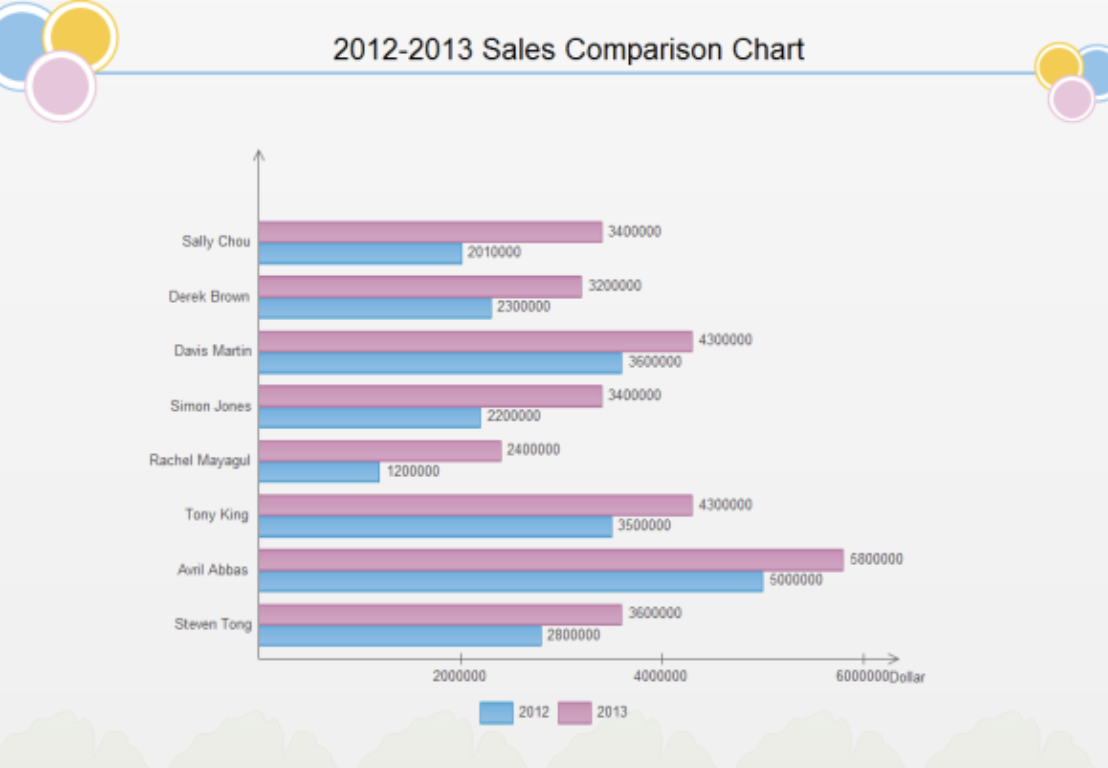 2012-2013 Sales Comparison Chart
Sally Chou
3400000
2010000
Derek Brown
3200000
2300000
Davis Martin
4300000
3600000
Simon Jones
3400000
2200000
Rachel Mayagul
2400000
1200000
Tony King
4300000
3500000
Avril Abbas
5800000
5000000
Steven Tong
3600000
2800000
2000000 4000000 6000000Dollar
2012 2013